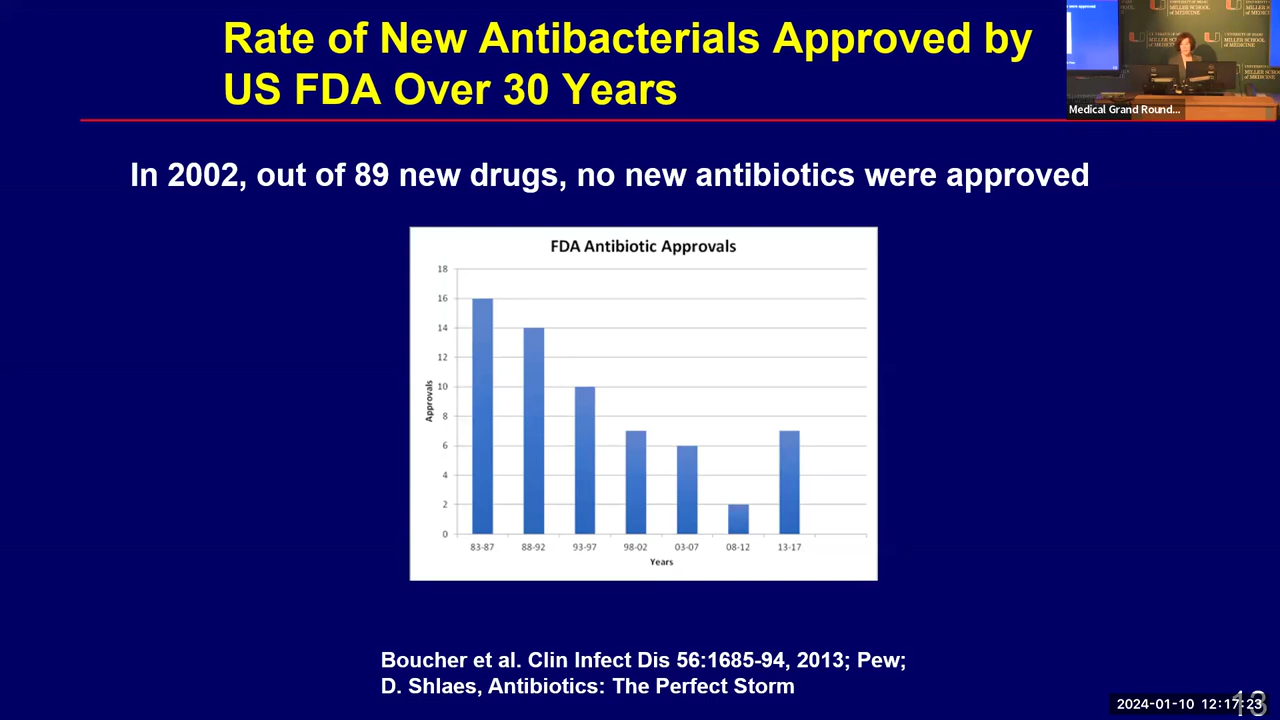 Rate of New Antibacterials Approved by
US FDA Over 30 Years
Medical Grand Round...
In 2002, out of 89 new drugs, no new antibiotics were approved
FDA Antibiotic Approvals
18
16
14
12
10
8
6
4
2
0
Approvals
83-87 88-92 93-97 98-02 03-07 08-12 13-17
Years
Boucher et al. Clin Infect Dis 56:1685-94, 2013; Pew;
D. Shlaes, Antibiotics: The Perfect Storm
13
2024-01-10 12:17:23